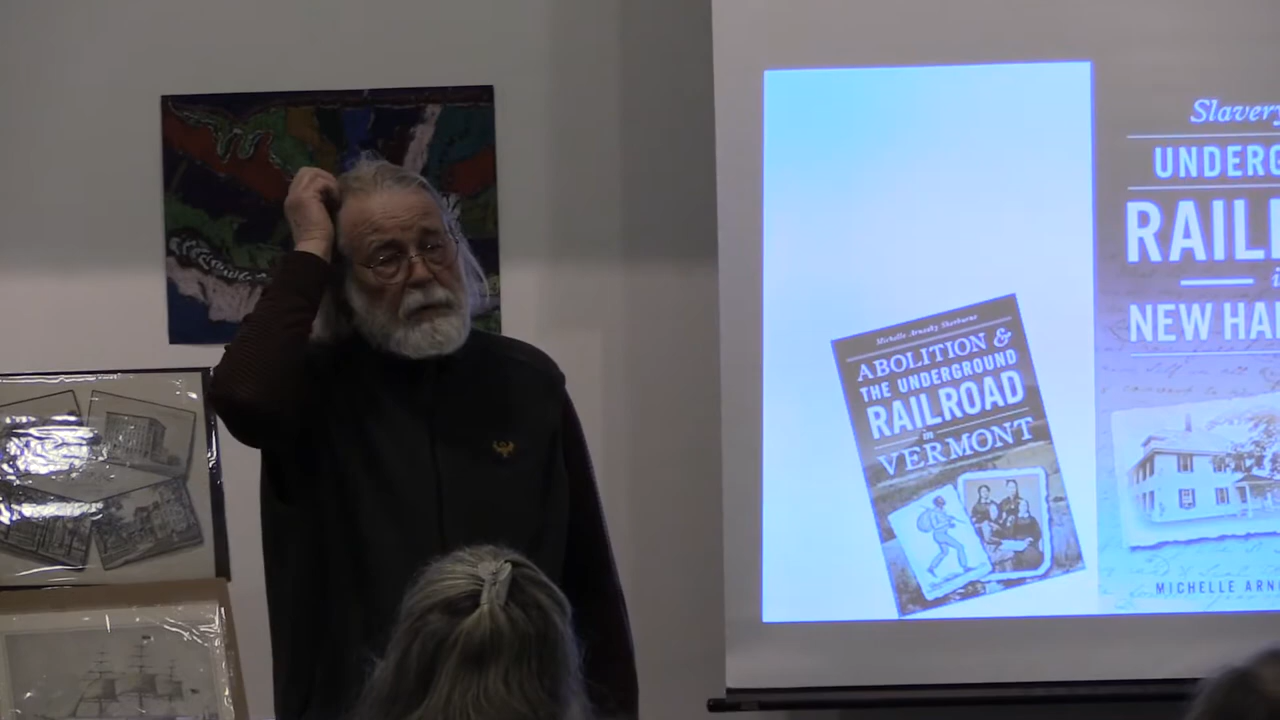 Michelle Arnosky Sherburne
ABOLITION &
THE UNDERGROUND
RAILROAD
in
VERMONT
Slavery
UNDERG
RAIL
i
NEW HA
MICHELLE ARN